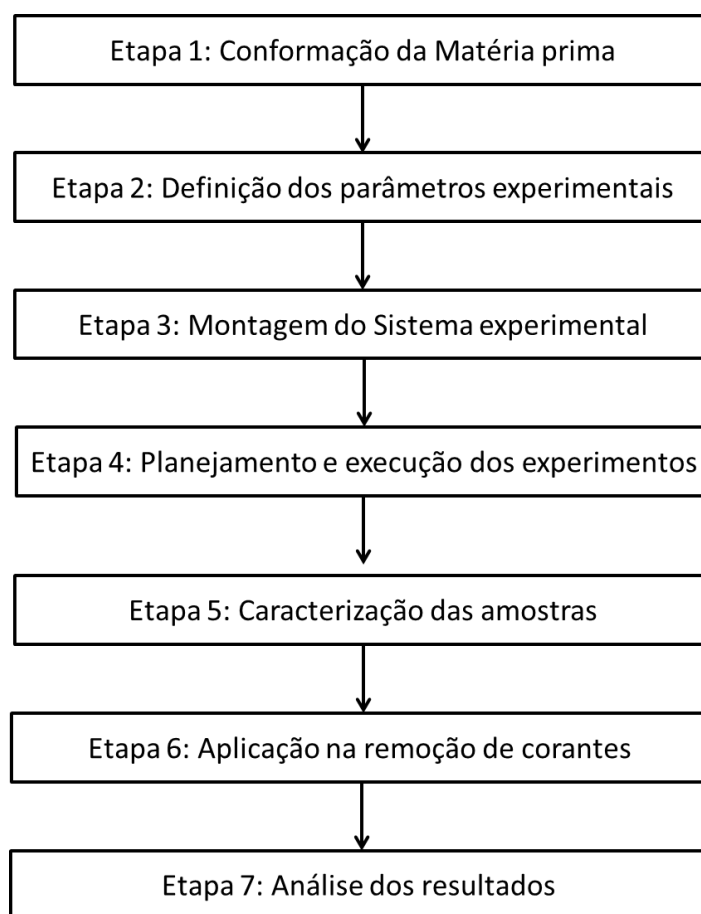 Etapa 1: Conformação da Matéria prima
Etapa 2: Definição dos parâmetros experimentais
Etapa 3: Montagem do Sistema experimental
Etapa 4: Planejamento e execução dos experimentos
Etapa 5: Caracterização das amostras
Etapa 6: Aplicação na remoção de corantes
Etapa 7: Análise dos resultados